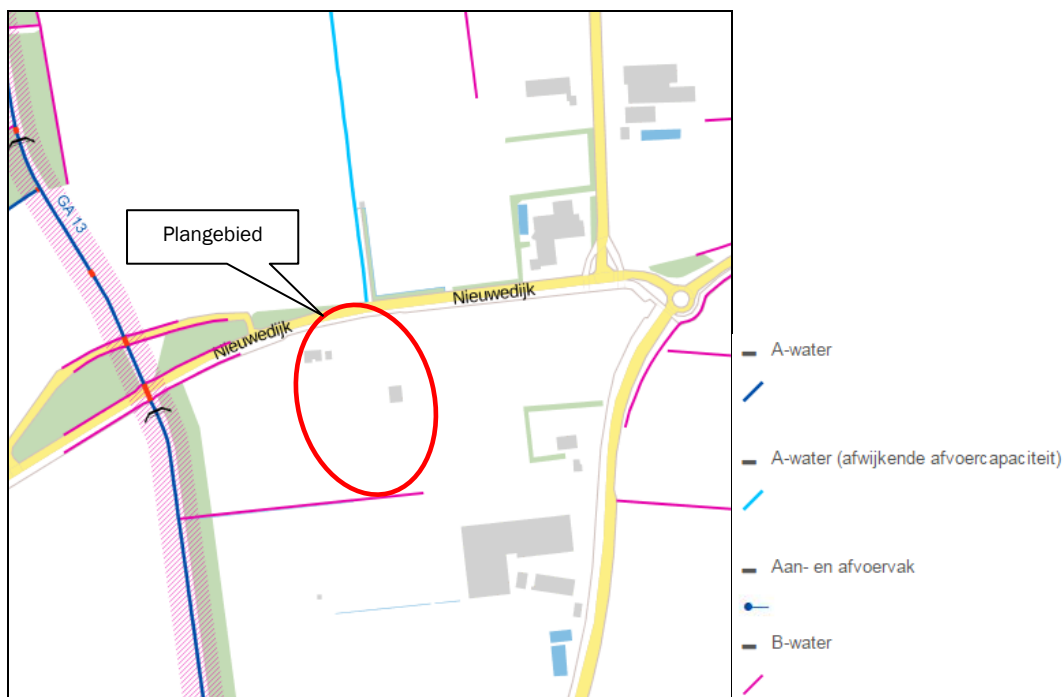 GA 13
Plangebied
Nieuwedijk
Nieuwedijk
A-water
A-water (afwijkende afvoercapaciteit)
Aan- en afvoervak
B-water